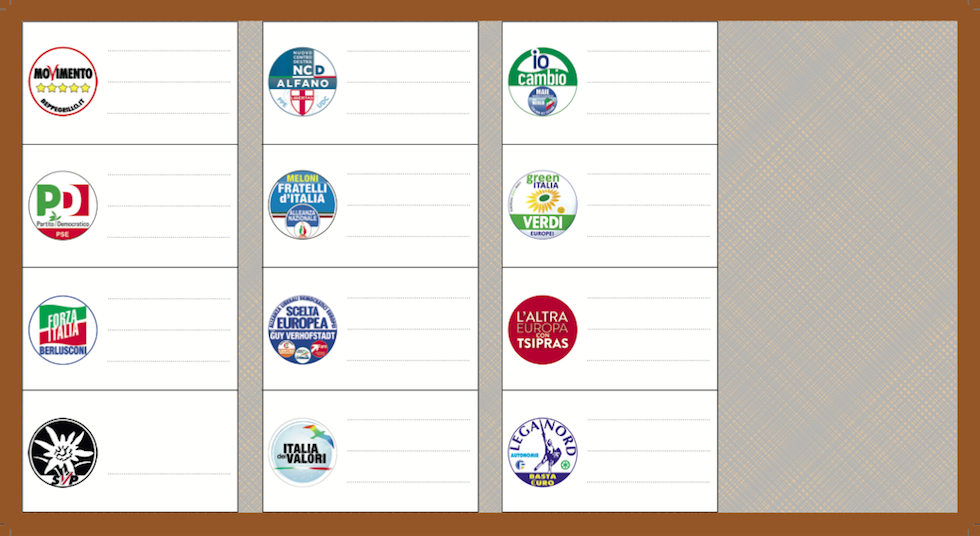 MOVIMENTO
BEPPEGRILLO.IT
PD
Partito Democratico
PSE
FORZA
ITALIA
BERLUSCONI
SVP
NUOVO
CENTRO
DESTRA
NCD
ALFANO
PPE
UDC
MELONI
FRATELLI
d'ITALIA
ALLEANZA
NAZIONALE
SCELTA
EUROPEA
GUY VERHOFSTADT
ITALIA
dei VALORI
io
cambio
MAIE
green
ITALIA
VERDI
EUROPEI
L'ALTRA
EUROPA
CON
TSIPRAS
LEGA NORD
AUTONOMIE
BASTA
EURO